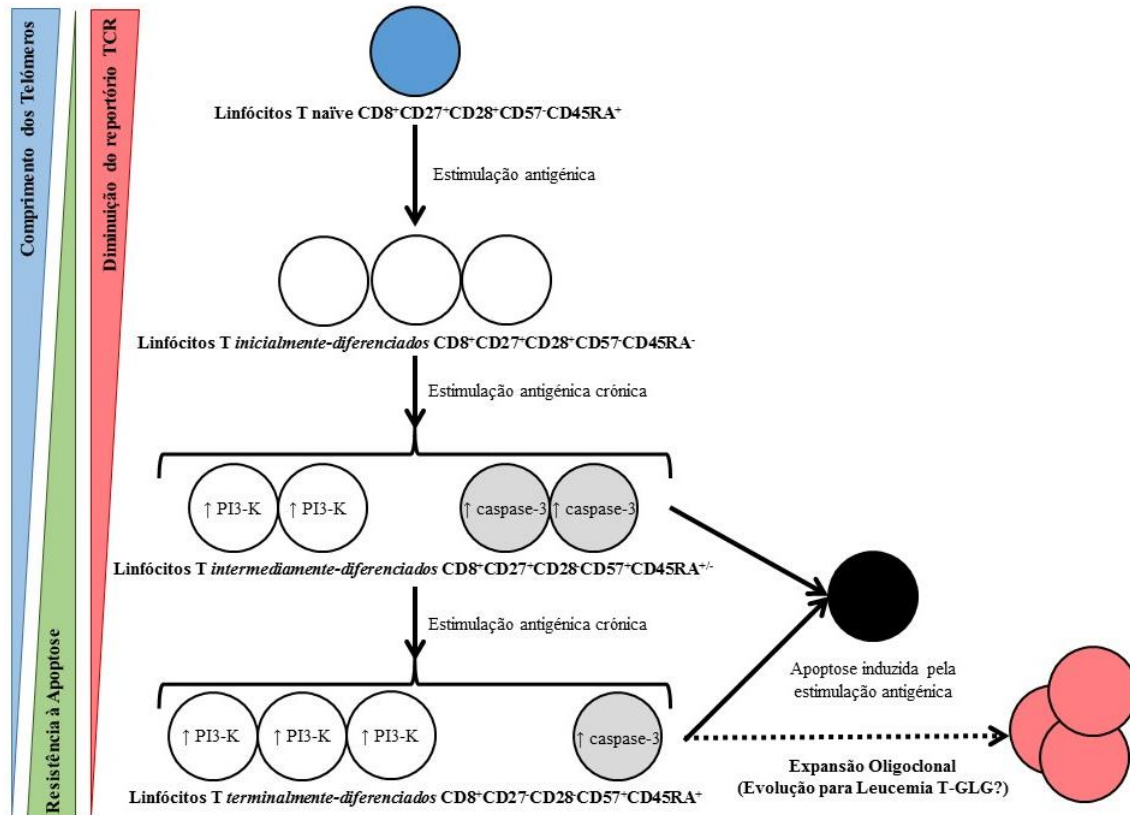 Comprimento dos Telómeros
Resistência à Apoptose
Diminuição do reportório TCR
Linfócitos T naïve CD8⁺CD27⁺CD28⁺CD57⁻CD45RA⁺
Estimulação antigénica
Linfócitos T inicialmente-diferenciados CD8⁺CD27⁺CD28⁺CD57⁻CD45RA⁻
Estimulação antigénica crónica
↑ PI3-K ↑ PI3-K ↑ caspase-3 ↑ caspase-3
Linfócitos T intermediamente-diferenciados CD8⁺CD27⁺CD28⁻CD57⁺CD45RA⁺/⁻
Estimulação antigénica crónica
Apoptose induzida pela
estimulação antigénica
↑ PI3-K ↑ PI3-K ↑ PI3-K ↑ caspase-3
Linfócitos T terminalmente-diferenciados CD8⁺CD27⁻CD28⁻CD57⁺CD45RA⁺
Expansão Oligoclonal
(Evolução para Leucemia T-GLG?)